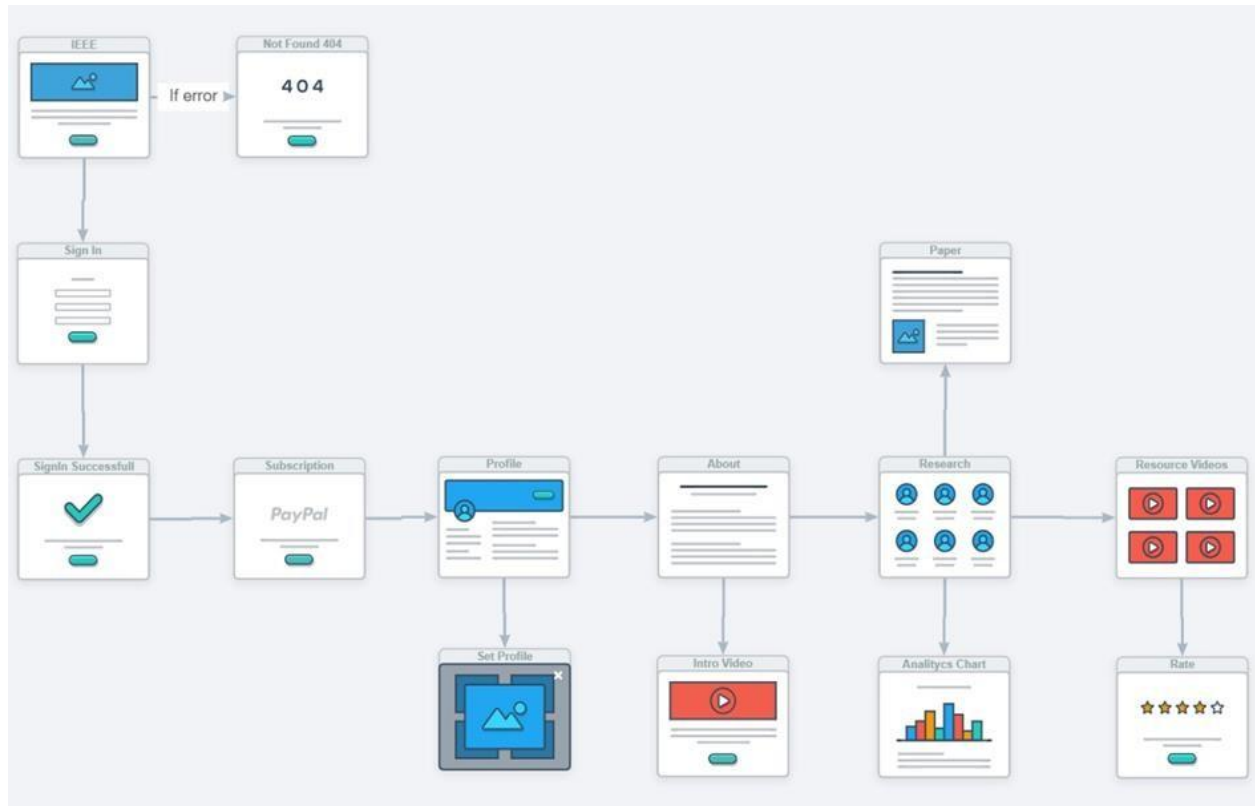 IEEE
Not Found 404
404
If error
Sign In
Paper
SignIn Successfull
Subscription
PayPal
Profile
About
Research
Resource Videos
Set Profile
Intro Video
Analitycs Chart
Rate